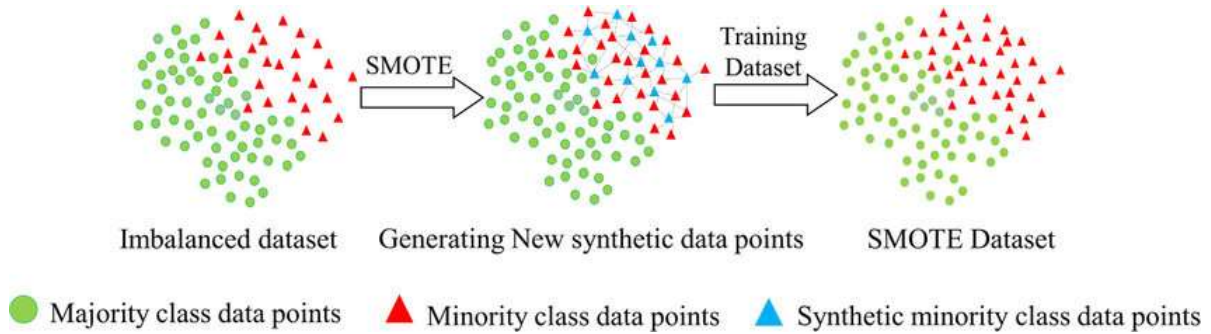 SMOTE
Training
Dataset
Imbalanced dataset
Generating New synthetic data points
SMOTE Dataset
Majority class data points
Minority class data points
Synthetic minority class data points